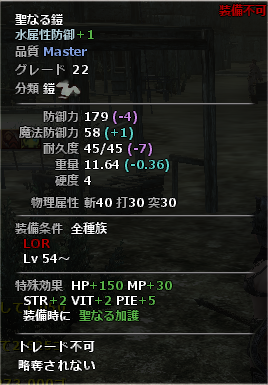 装備不可
聖なる鎧
水属性防御+1
品質 Master
グレード 22
分類 鎧
防御力 179 (-4)
魔法防御力 58 (+1)
耐久度 45/45 (-7)
重量 11.64 (-0.36)
硬度 4
物理属性 斬40 打30 突30
装備条件 全種族
LOR
Lv 54～
特殊効果 HP+150 MP+30
STR+2 VIT+2 PIE+5
装備時に 聖なる加護
トレード不可
略奪されない